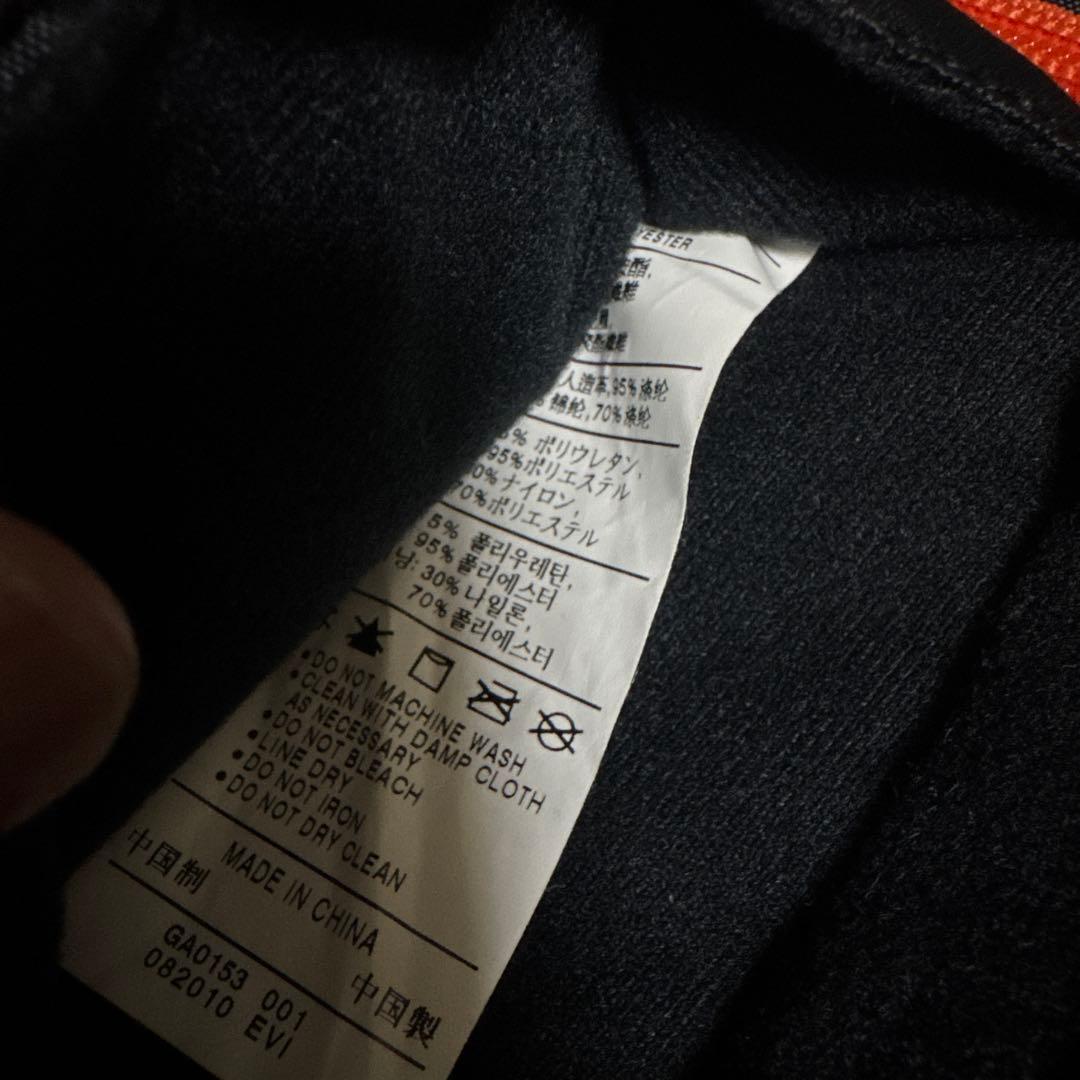 YESTER
人造革,95%涤纶
绵纶,70%涤纶
5% ポリウレタン,
95%ポリエステル
0%ナイロン,
70%ポリエステル
5% 폴리우레탄,
95% 폴리에스터
30%나일론,
70%폴리에스터
•DO NOT MACHINE WASH
•CLEAN WITH DAMP CLOTH
AS NECESSARY
•DO NOT BLEACH
•LINE DRY
•DO NOT IRON
•DO NOT DRY CLEAN
MADE IN CHINA
中国制
中国製
GA0153 001
082010 EVI